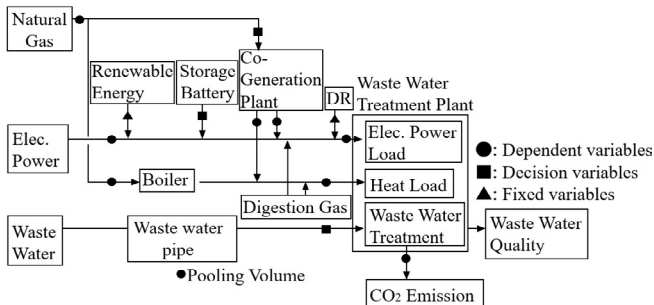 Natural
Gas
Renewable
Energy
Storage
Battery
Co-
Generation
Plant
DR
Waste Water
Treatment Plant
Elec.
Power
Elec. Power
Load
●: Dependent variables
■: Decision variables
▲: Fixed variables
Boiler
Heat Load
Digestion Gas
Waste
Water
Waste water
pipe
Waste Water
Treatment
Waste Water
Quality
●Pooling Volume
CO2 Emission